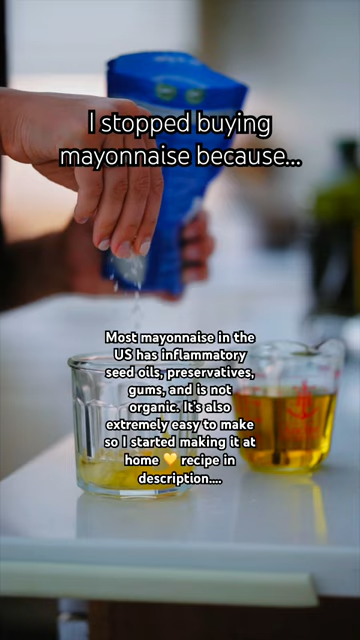 I stopped buying
mayonnaise because...
Most mayonnaise in the
US has inflammatory
seed oils, preservatives,
gums, and is not
organic. It's also
extremely easy to make
so I started making it at
home 💛 recipe in
description....